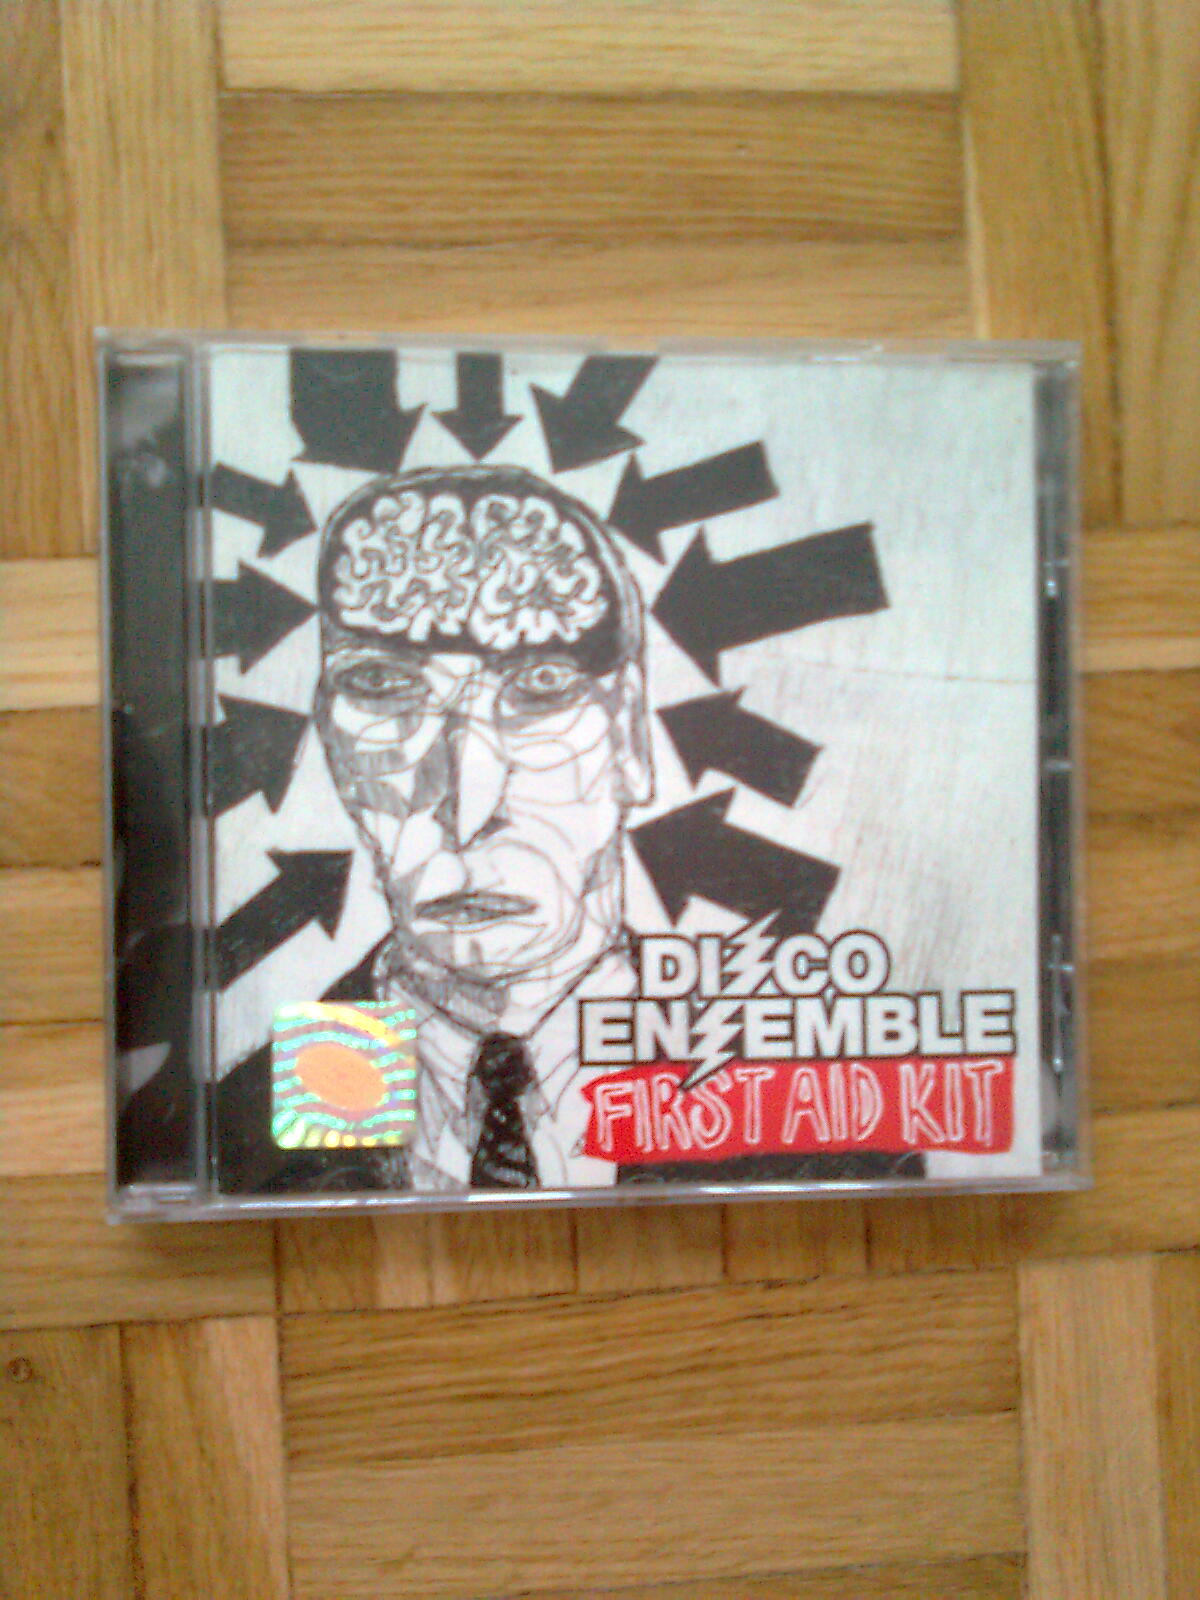 DISCO
ENSEMBLE
FIRST AID KIT